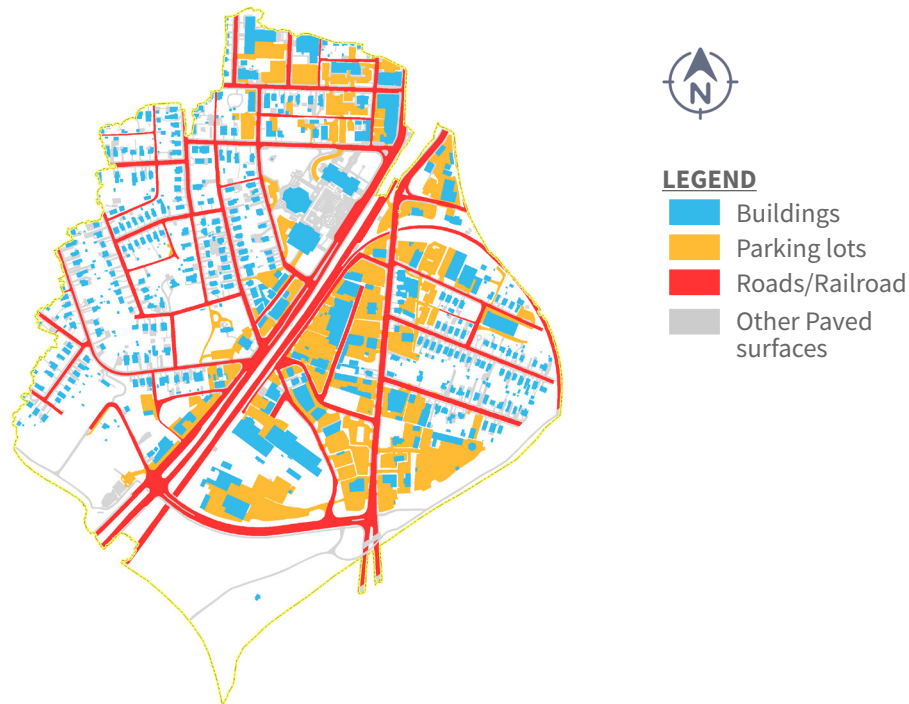 N
LEGEND
Buildings
Parking lots
Roads/Railroad
Other Paved
surfaces